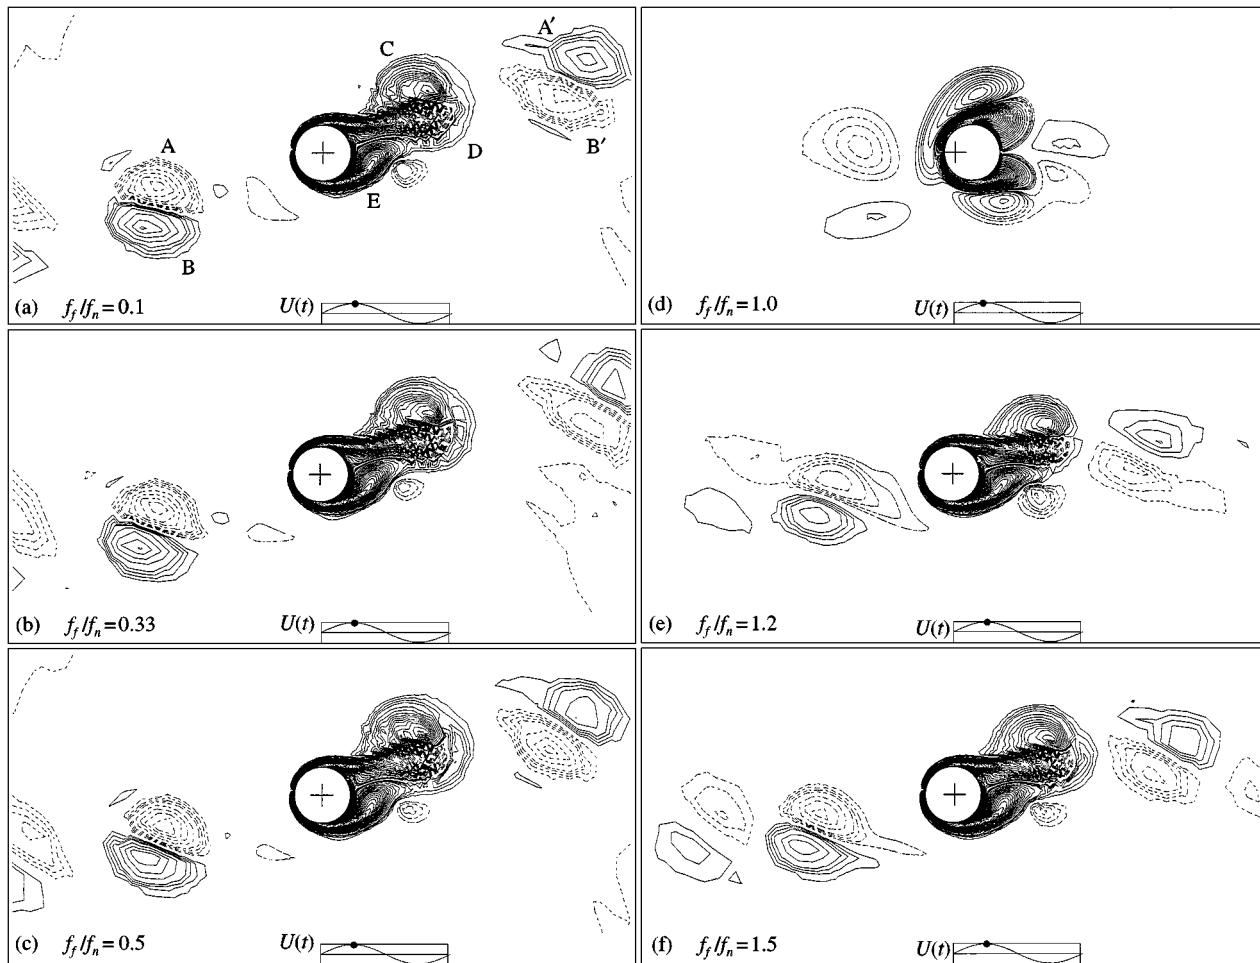 A
B
C
D
E
A′
B′
(a) f_f/f_n = 0.1
U(t)
(b) f_f/f_n = 0.33
U(t)
(c) f_f/f_n = 0.5
U(t)
(d) f_f/f_n = 1.0
U(t)
(e) f_f/f_n = 1.2
U(t)
(f) f_f/f_n = 1.5
U(t)